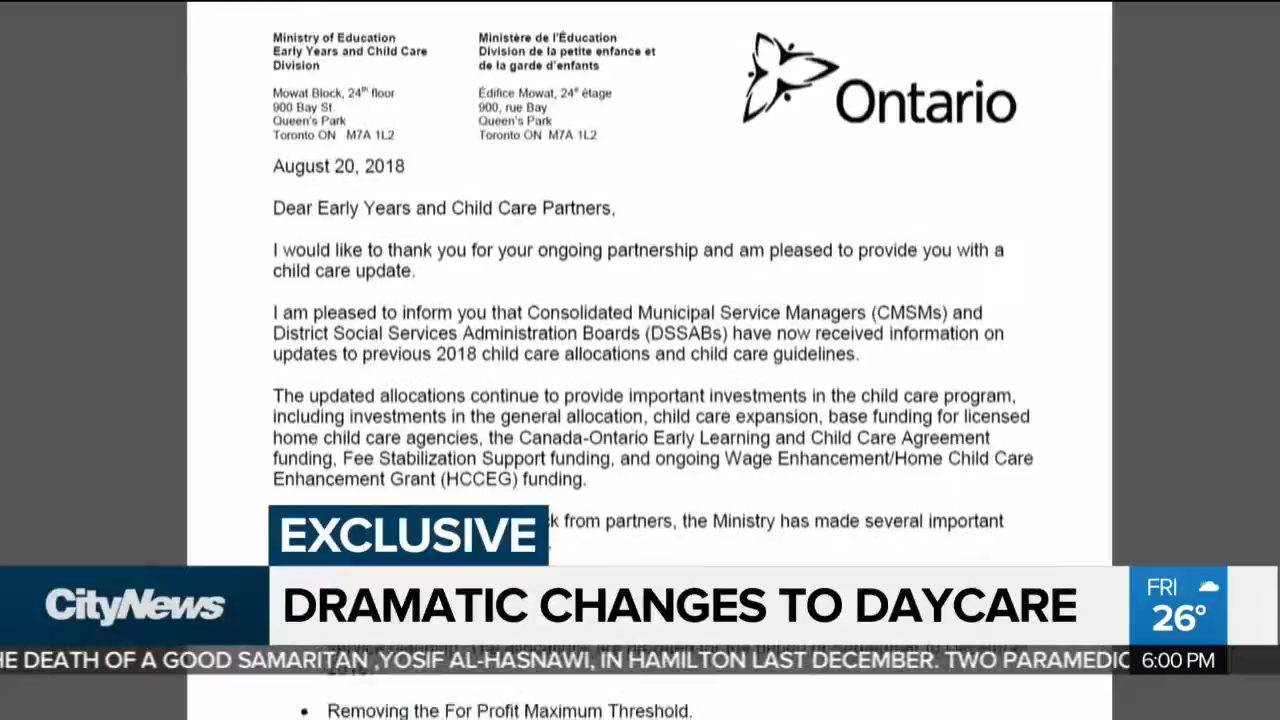 Ministry of Education
Early Years and Child Care
Division
Mowat Block, 24th floor
900 Bay St.
Queen's Park
Toronto ON M7A 1L2
Ministère de l'Éducation
Division de la petite enfance et
de la garde d'enfants
Édifice Mowat, 24e étage
900, rue Bay
Queen's Park
Toronto ON M7A 1L2
Ontario
August 20, 2018
Dear Early Years and Child Care Partners,
I would like to thank you for your ongoing partnership and am pleased to provide you with a
child care update.
I am pleased to inform you that Consolidated Municipal Service Managers (CMSMs) and
District Social Services Administration Boards (DSSABs) have now received information on
updates to previous 2018 child care allocations and child care guidelines.
The updated allocations continue to provide important investments in the child care program,
including investments in the general allocation, child care expansion, base funding for licensed
home child care agencies, the Canada-Ontario Early Learning and Child Care Agreement
funding, Fee Stabilization Support funding, and ongoing Wage Enhancement/Home Child Care
Enhancement Grant (HCCEG) funding.
from partners, the Ministry has made several important
EXCLUSIVE
CityNews
DRAMATIC CHANGES TO DAYCARE
FRI
26°
HE DEATH OF A GOOD SAMARITAN ,YOSIF AL-HASNAWI, IN HAMILTON LAST DECEMBER. TWO PARAMEDIC
6:00 PM
• Removing the For Profit Maximum Threshold.